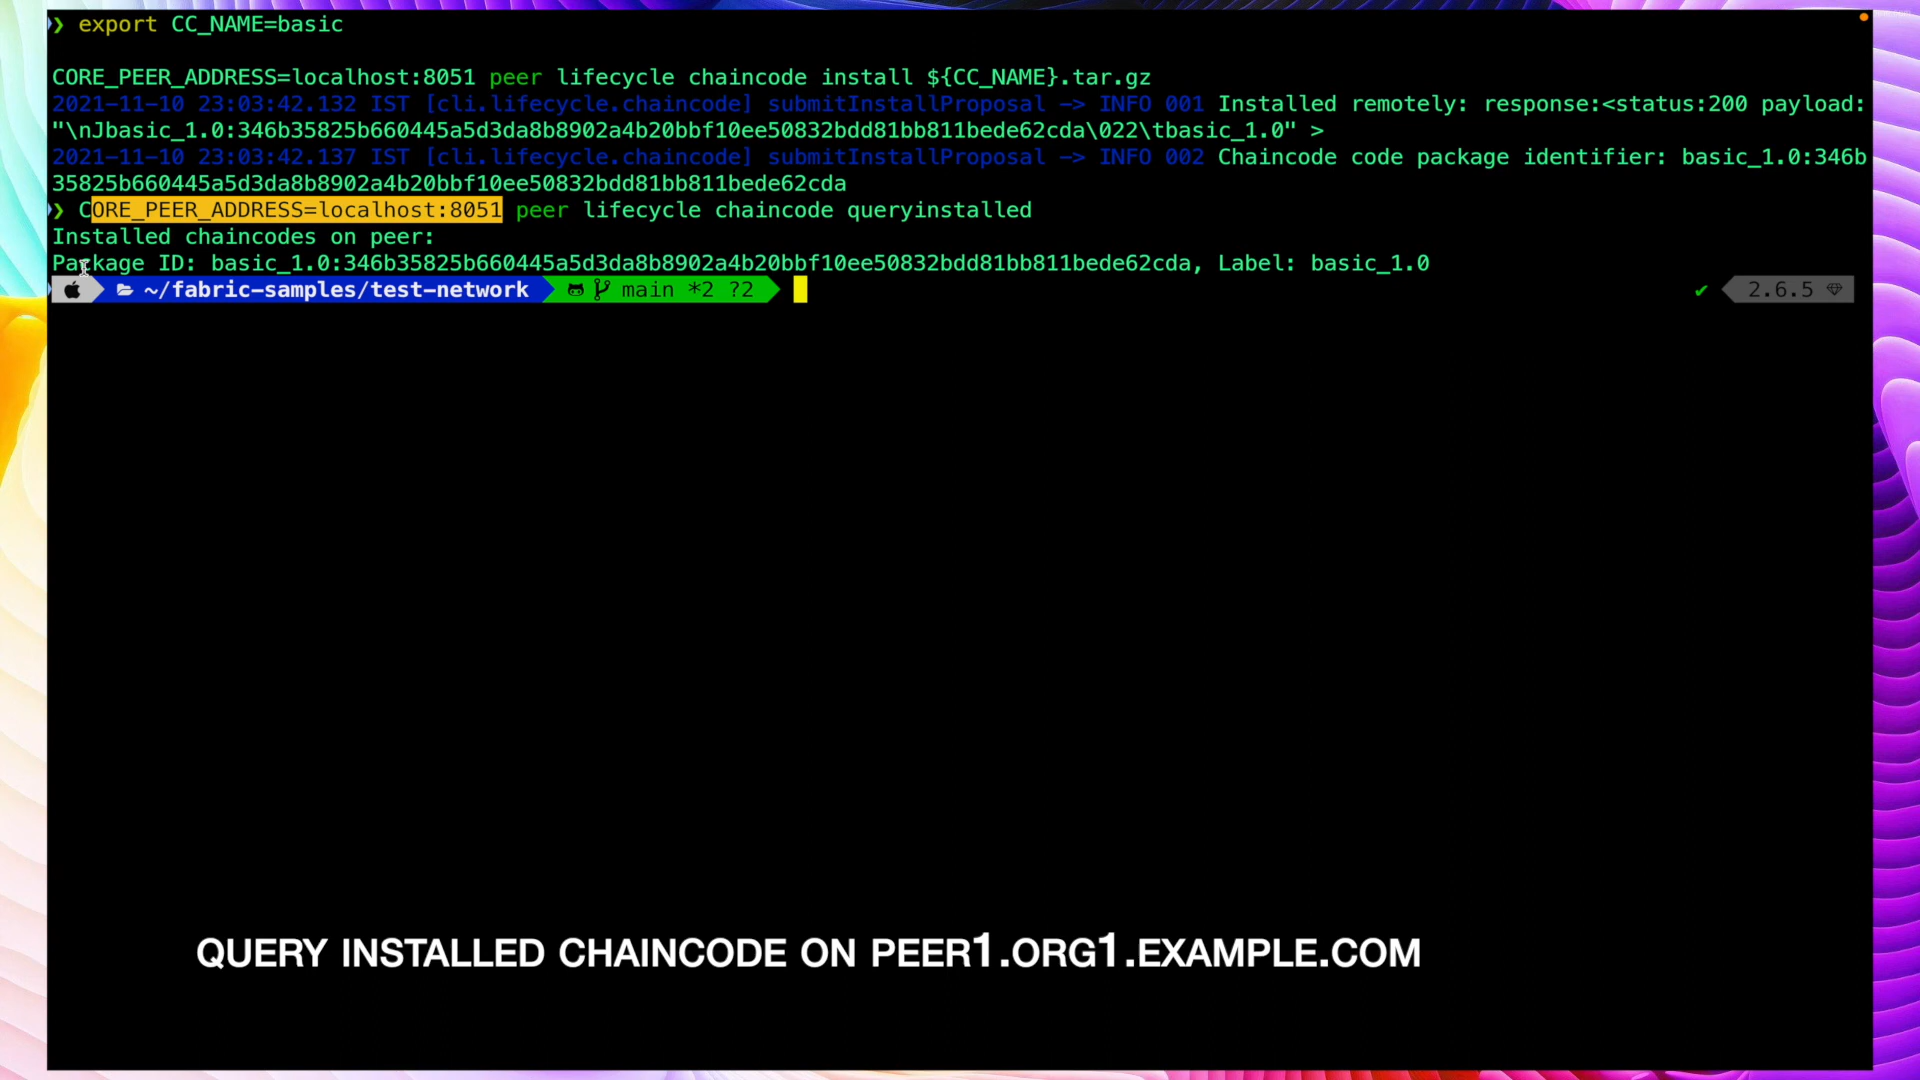 ❯ export CC_NAME=basic
CORE_PEER_ADDRESS=localhost:8051 peer lifecycle chaincode install ${CC_NAME}.tar.gz
2021-11-10 23:03:42.132 IST [cli.lifecycle.chaincode] submitInstallProposal -> INFO 001 Installed remotely: response:<status:200 payload:
"\nJbasic_1.0:346b35825b660445a5d3da8b8902a4b20bbf10ee50832bdd81bb811bede62cda\022\tbasic_1.0" >
2021-11-10 23:03:42.137 IST [cli.lifecycle.chaincode] submitInstallProposal -> INFO 002 Chaincode code package identifier: basic_1.0:346b
35825b660445a5d3da8b8902a4b20bbf10ee50832bdd81bb811bede62cda
❯ CORE_PEER_ADDRESS=localhost:8051 peer lifecycle chaincode queryinstalled
Installed chaincodes on peer:
Package ID: basic_1.0:346b35825b660445a5d3da8b8902a4b20bbf10ee50832bdd81bb811bede62cda, Label: basic_1.0
~/fabric-samples/test-network main *2 ?2 ✔ 2.6.5
QUERY INSTALLED CHAINCODE ON PEER1.ORG1.EXAMPLE.COM